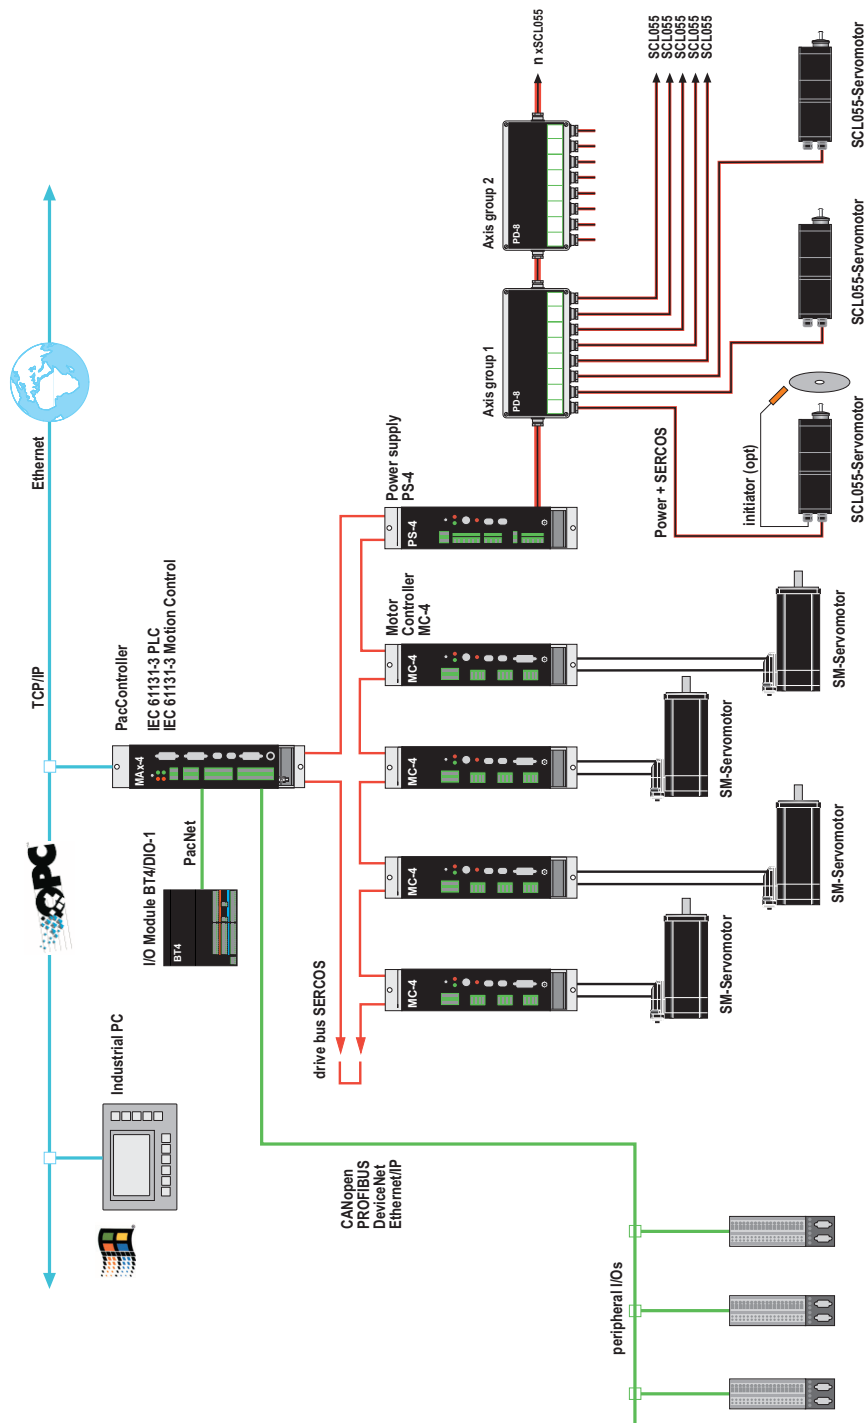 OPC
TCP/IP
Ethernet
Industrial PC
I/O Module BT4/DIO-1
BT4
PacNet
PacController
IEC 61131-3 PLC
IEC 61131-3 Motion Control
MAx-4
CANopen
PROFIBUS
DeviceNet
Ethernet/IP
peripheral I/Os
drive bus SERCOS
MC-4
MC-4
MC-4
MC-4
Motor
Controller
MC-4
Power supply
PS-4
PS-4
SM-Servomotor
SM-Servomotor
SM-Servomotor
SM-Servomotor
Axis group 1
PD-8
Axis group 2
PD-8
n xSCL055
SCL055
SCL055
SCL055
SCL055
SCL055
Power + SERCOS
initiator (opt)
SCL055-Servomotor
SCL055-Servomotor
SCL055-Servomotor